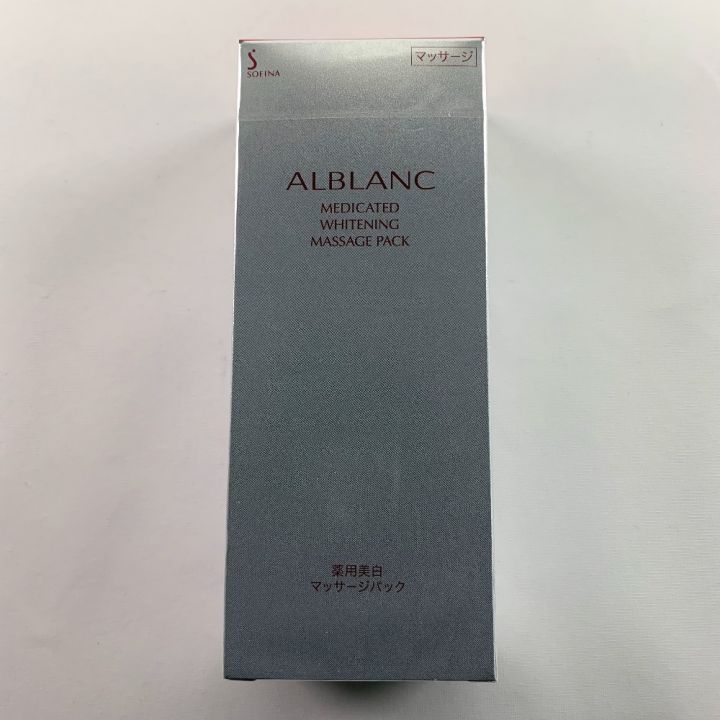 SOFINA
マッサージ
ALBLANC
MEDICATED
WHITENING
MASSAGE PACK
薬用美白
マッサージパック